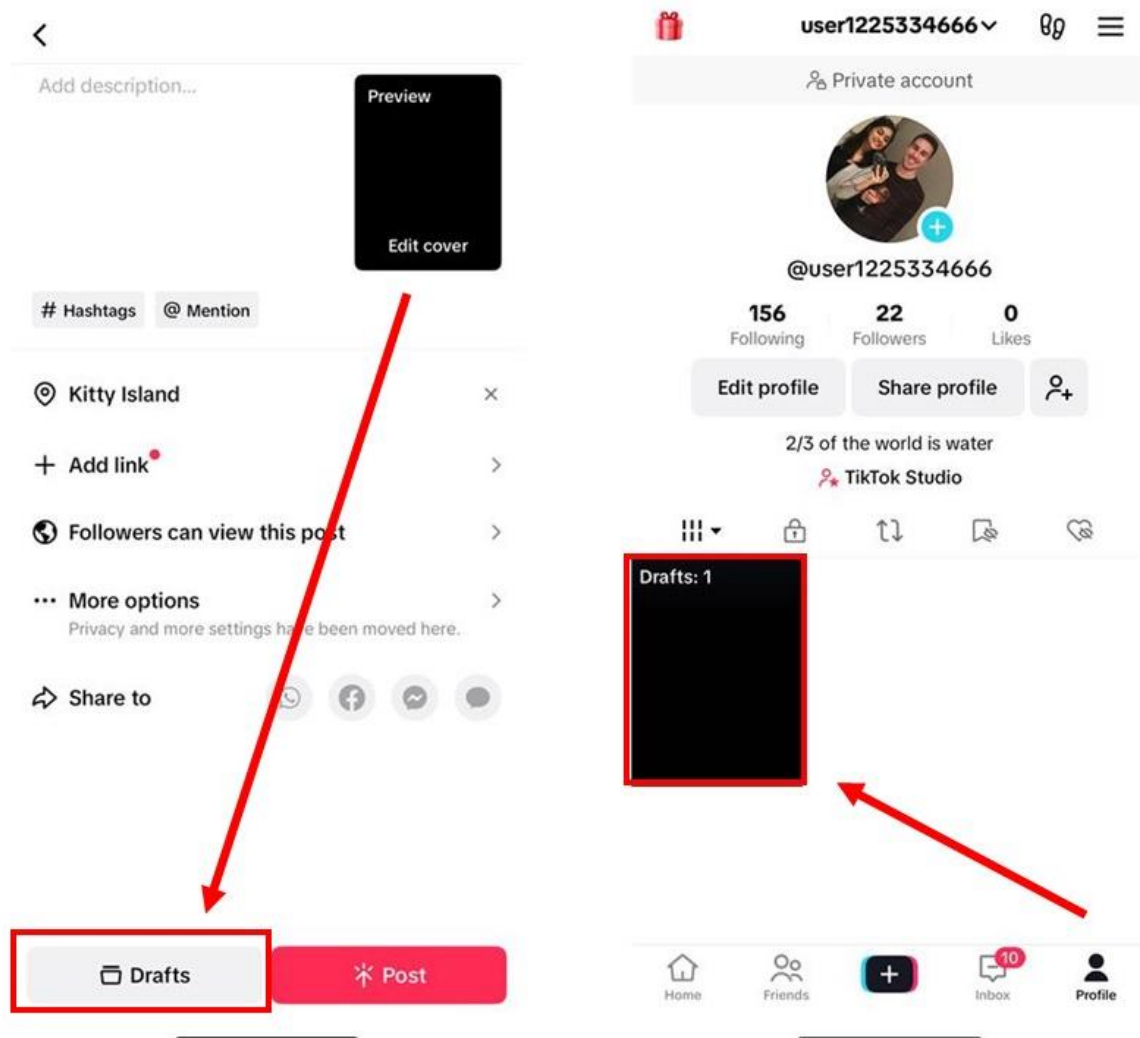 Add description...
Preview
Edit cover
# Hashtags @ Mention
Kitty Island
Add link
Followers can view this post
More options
Privacy and more settings have been moved here.
Share to
Drafts
Post
user1225334666
Private account
@user1225334666
156 22 0
Following Followers Likes
Edit profile Share profile
2/3 of the world is water
TikTok Studio
Drafts: 1
10
Home Friends Inbox Profile